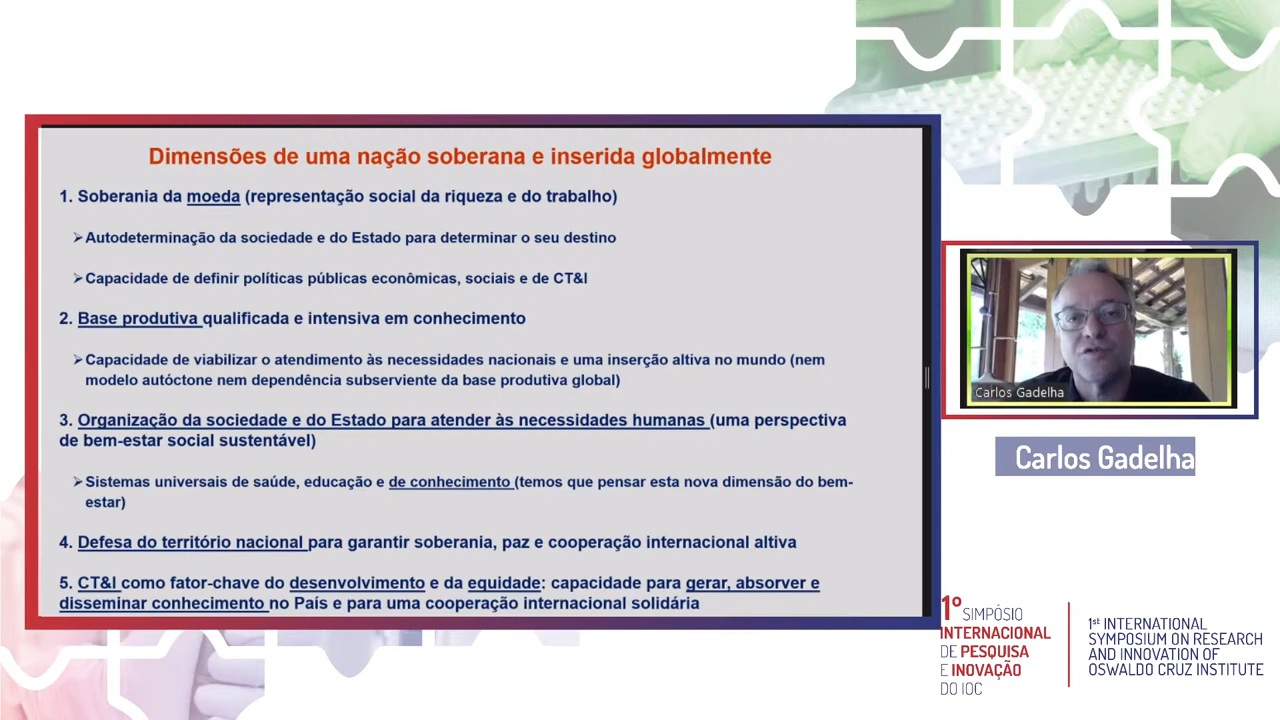 Dimensões de uma nação soberana e inserida globalmente
1. Soberania da moeda (representação social da riqueza e do trabalho)
➢Autodeterminação da sociedade e do Estado para determinar o seu destino
➢Capacidade de definir políticas públicas econômicas, sociais e de CT&I
2. Base produtiva qualificada e intensiva em conhecimento
➢Capacidade de viabilizar o atendimento às necessidades nacionais e uma inserção altiva no mundo (nem
modelo autóctone nem dependência subserviente da base produtiva global)
3. Organização da sociedade e do Estado para atender às necessidades humanas (uma perspectiva
de bem-estar social sustentável)
➢Sistemas universais de saúde, educação e de conhecimento (temos que pensar esta nova dimensão do bem-
estar)
4. Defesa do território nacional para garantir soberania, paz e cooperação internacional altiva
5. CT&I como fator-chave do desenvolvimento e da equidade: capacidade para gerar, absorver e
disseminar conhecimento no País e para uma cooperação internacional solidária
Carlos Gadelha
Carlos Gadelha
1º SIMPÓSIO
INTERNACIONAL
DE PESQUISA
E INOVAÇÃO
DO IOC
1st INTERNATIONAL
SYMPOSIUM ON RESEARCH
AND INNOVATION OF
OSWALDO CRUZ INSTITUTE